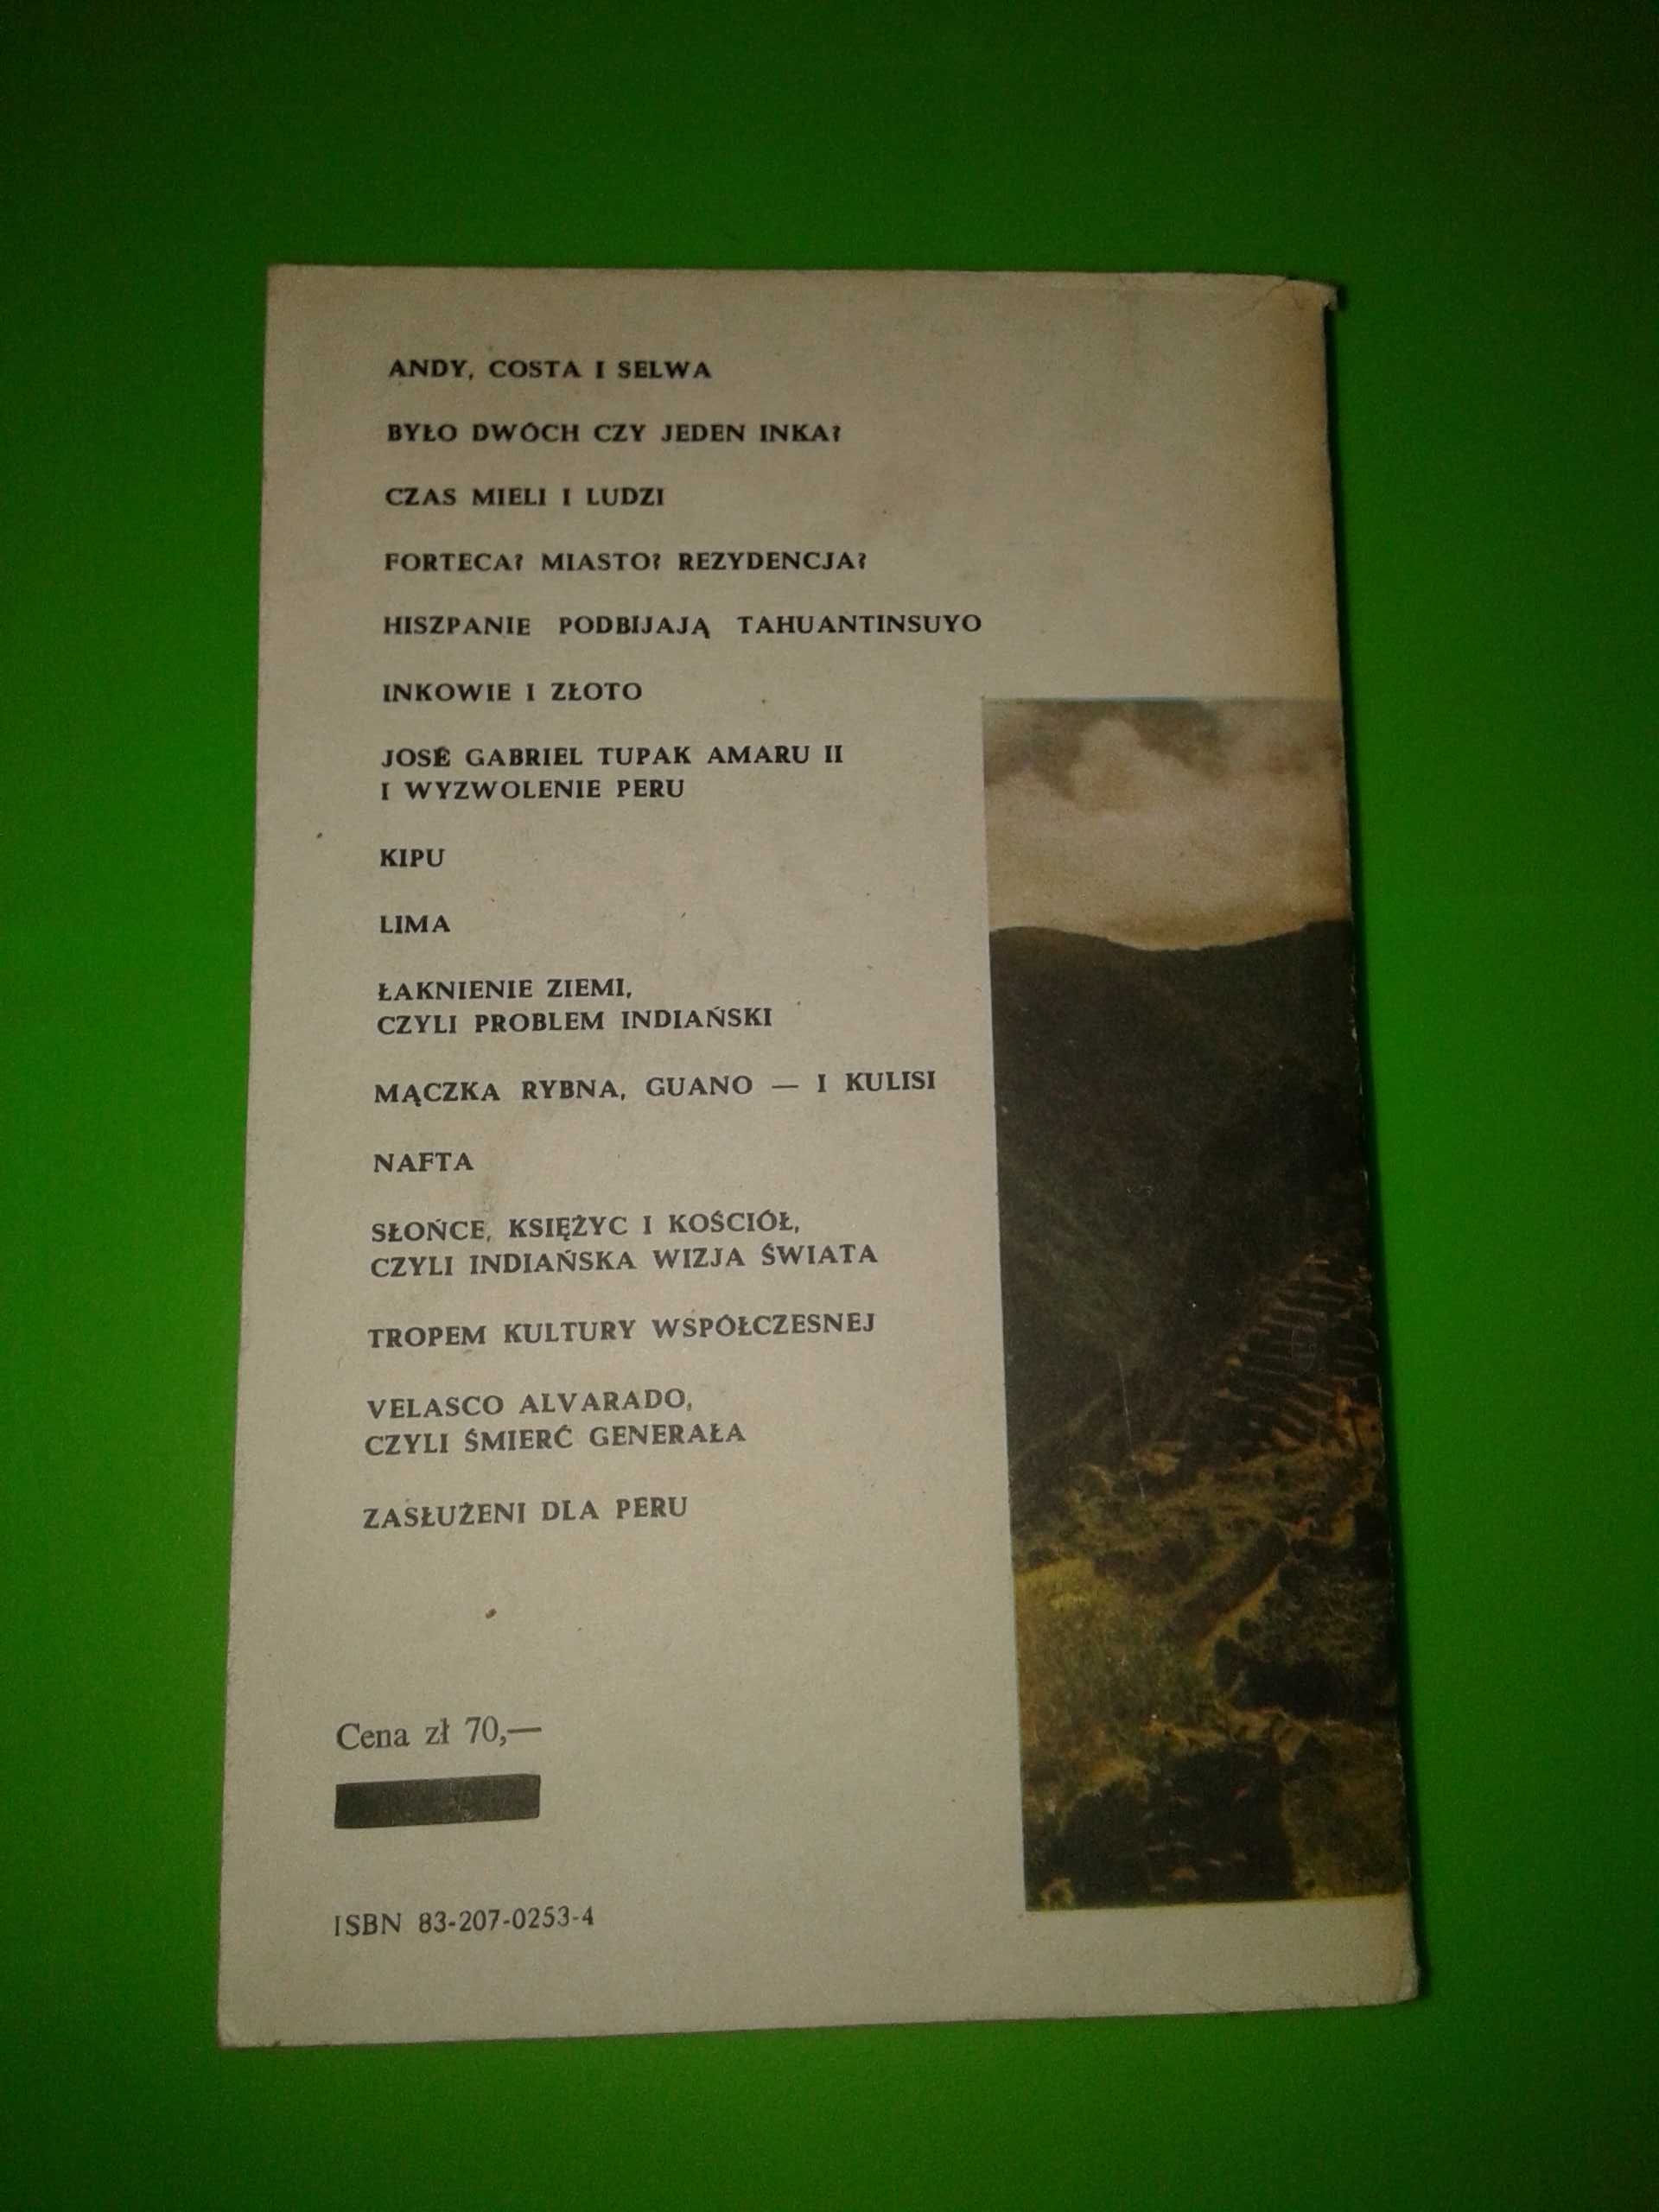 ANDY, COSTA I SELWA
BYŁO DWÓCH CZY JEDEN INKA?
CZAS MIELI I LUDZI
FORTECA? MIASTO? REZYDENCJA?
HISZPANIE PODBIJAJĄ TAHUANTINSUYO
INKOWIE I ZŁOTO
JOSÉ GABRIEL TUPAK AMARU II
I WYZWOLENIE PERU
KIPU
LIMA
ŁAKNIENIE ZIEMI,
CZYLI PROBLEM INDIAŃSKI
MĄCZKA RYBNA, GUANO — I KULISI
NAFTA
SŁOŃCE, KSIĘŻYC I KOŚCIÓŁ,
CZYLI INDIAŃSKA WIZJA ŚWIATA
TROPEM KULTURY WSPÓŁCZESNEJ
VELASCO ALVARADO,
CZYLI ŚMIERĆ GENERAŁA
ZASŁUŻENI DLA PERU
Cena zł 70,—
ISBN 83-207-0253-4